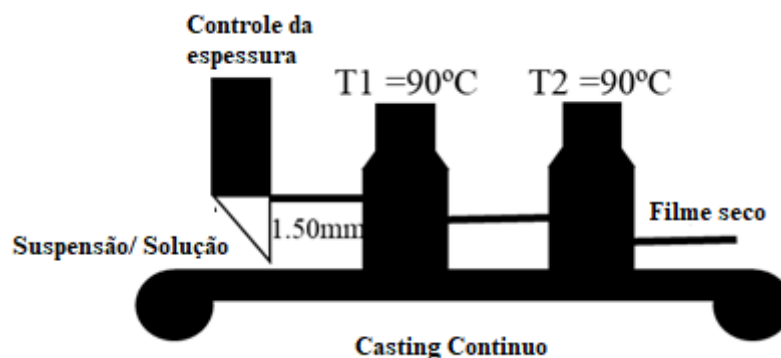 Controle da
espessura
T1 =90ºC
T2 =90ºC
Filme seco
Suspensão/ Solução
1.50mm
Casting Continuo